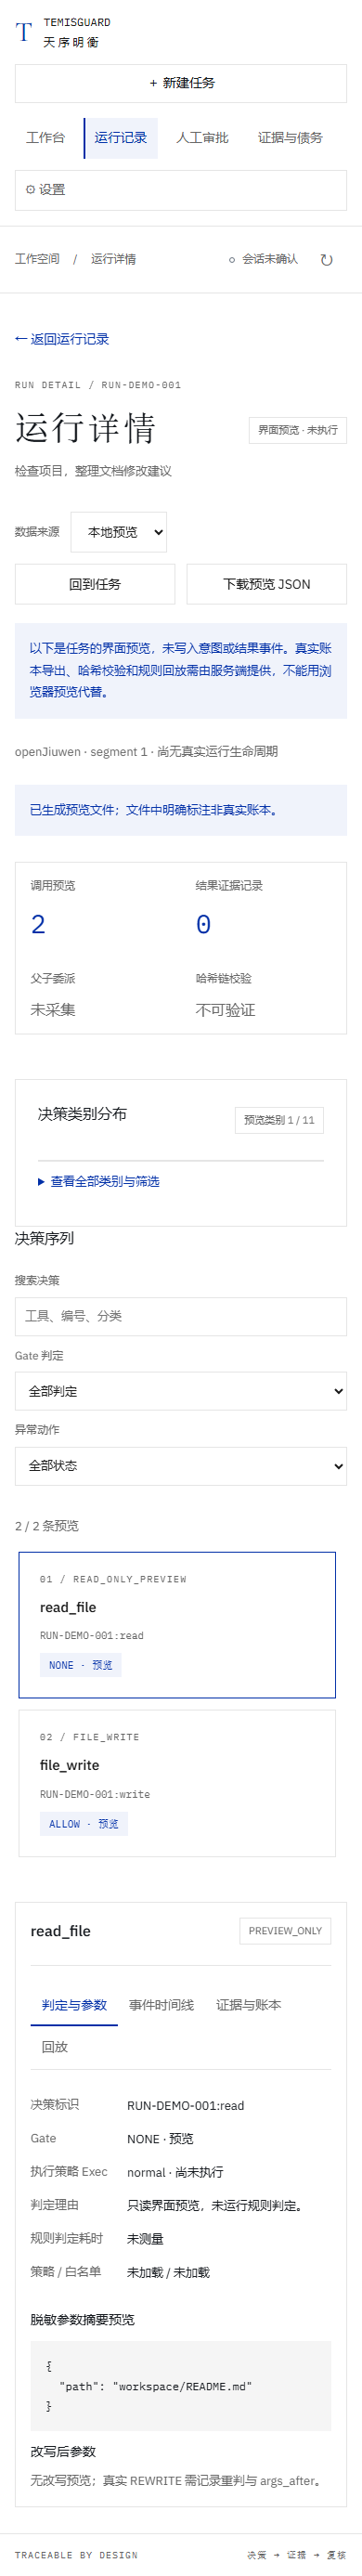 T TEMISGUARD
天序明衡
+ 新建任务
工作台 运行记录 人工审批 证据与债务
⚙ 设置
工作空间 / 运行详情 ○ 会话未确认 ↻
← 返回运行记录
RUN DETAIL / RUN-DEMO-001
运行详情 界面预览 · 未执行
检查项目，整理文档修改建议
数据来源 本地预览
回到任务 下载预览 JSON
以下是任务的界面预览，未写入意图或结果事件。真实账
本导出、哈希校验和规则回放需由服务端提供，不能用浏
览器预览代替。
openJiuwen · segment 1 · 尚无真实运行生命周期
已生成预览文件；文件中明确标注非真实账本。
调用预览 结果证据记录
2 0
父子委派 哈希链校验
未采集 不可验证
决策类别分布 预览类别 1 / 11
▶ 查看全部类别与筛选
决策序列
搜索决策
工具、编号、分类
Gate 判定
全部判定
异常动作
全部状态
2 / 2 条预览
01 / READ_ONLY_PREVIEW
read_file
RUN-DEMO-001:read
NONE · 预览
02 / FILE_WRITE
file_write
RUN-DEMO-001:write
ALLOW · 预览
read_file PREVIEW_ONLY
判定与参数 事件时间线 证据与账本
回放
决策标识 RUN-DEMO-001:read
Gate NONE · 预览
执行策略 Exec normal · 尚未执行
判定理由 只读界面预览，未运行规则判定。
规则判定耗时 未测量
策略 / 白名单 未加载 / 未加载
脱敏参数摘要预览
{
"path": "workspace/README.md"
}
改写后参数
无改写预览；真实 REWRITE 需记录重判与 args_after。
TRACEABLE BY DESIGN 决策 → 证据 → 复核